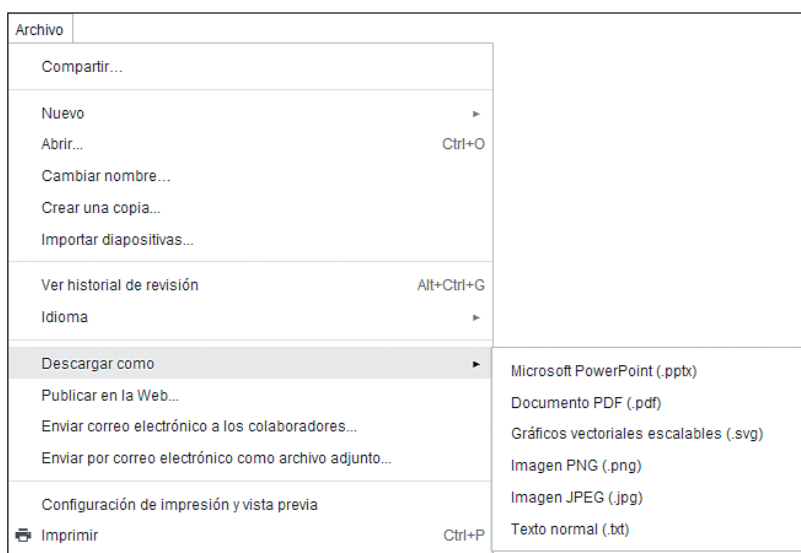 Archivo
Compartir...
Nuevo
Abrir... Ctrl+O
Cambiar nombre...
Crear una copia...
Importar diapositivas...
Ver historial de revisión Alt+Ctrl+G
Idioma
Descargar como
Publicar en la Web...
Enviar correo electrónico a los colaboradores...
Enviar por correo electrónico como archivo adjunto...
Configuración de impresión y vista previa
Imprimir Ctrl+P
Microsoft PowerPoint (.pptx)
Documento PDF (.pdf)
Gráficos vectoriales escalables (.svg)
Imagen PNG (.png)
Imagen JPEG (.jpg)
Texto normal (.txt)